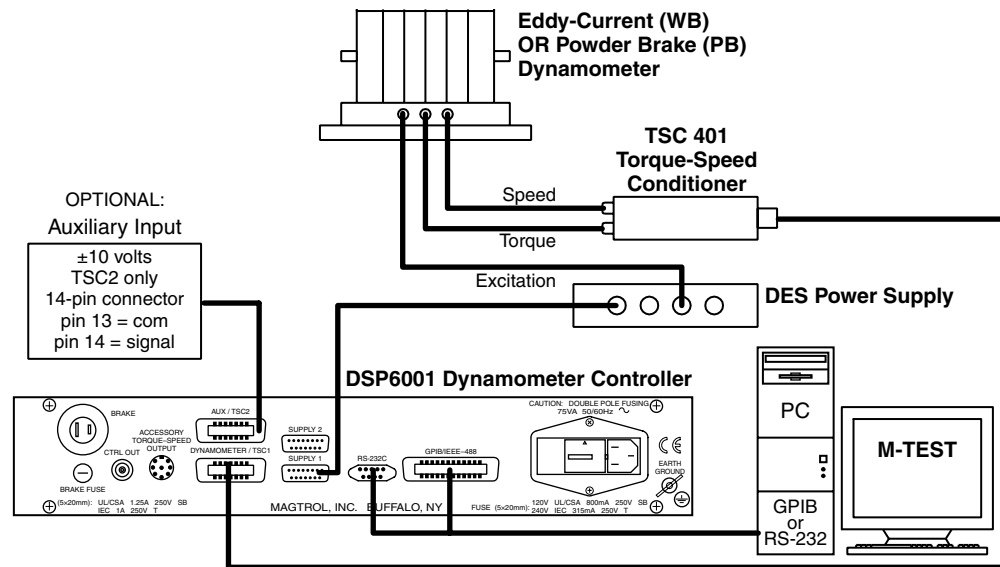 Eddy-Current (WB)
OR Powder Brake (PB)
Dynamometer
TSC 401
Torque-Speed
Conditioner
Speed
Torque
Excitation
OPTIONAL:
Auxiliary Input
±10 volts
TSC2 only
14-pin connector
pin 13 = com
pin 14 = signal
DES Power Supply
DSP6001 Dynamometer Controller
BRAKE
BRAKE FUSE
CTRL OUT
ACCESSORY
TORQUE–SPEED
OUTPUT
AUX / TSC2
DYNAMOMETER / TSC1
SUPPLY 2
SUPPLY 1
RS-232C
GPIB/IEEE–488
CAUTION: DOUBLE POLE FUSING
75VA 50/60Hz
CE
EARTH
GROUND
(5x20mm): UL/CSA 1.25A 250V SB
IEC 1A 250V T
MAGTROL, INC. BUFFALO, NY
FUSE (5x20mm): 120V UL/CSA 800mA 250V SB
240V IEC 315mA 250V T
PC
GPIB
or
RS-232
M-TEST